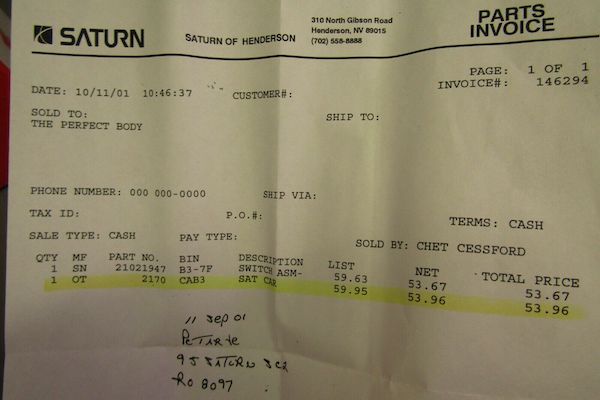 SATURN SATURN OF HENDERSON 310 North Gibson Road PARTS
Henderson, NV 89015 INVOICE
(702) 558-8888
PAGE: 1 OF 1
DATE: 10/11/01 10:46:37 CUSTOMER#: INVOICE#: 146294
SOLD TO: SHIP TO:
THE PERFECT BODY
PHONE NUMBER: 000 000-0000 SHIP VIA:
TAX ID: P.O.#: TERMS: CASH
SALE TYPE: CASH PAY TYPE: SOLD BY: CHET CESSFORD
QTY MF PART NO. BIN DESCRIPTION LIST NET TOTAL PRICE
1 SN 21021947 B3-7F SWITCH ASM- 59.63 53.67 53.67
1 OT 2170 CAB3 SAT CAR 59.95 53.96 53.96
11 Sep 01
95 SATURN SC2
RO 8097